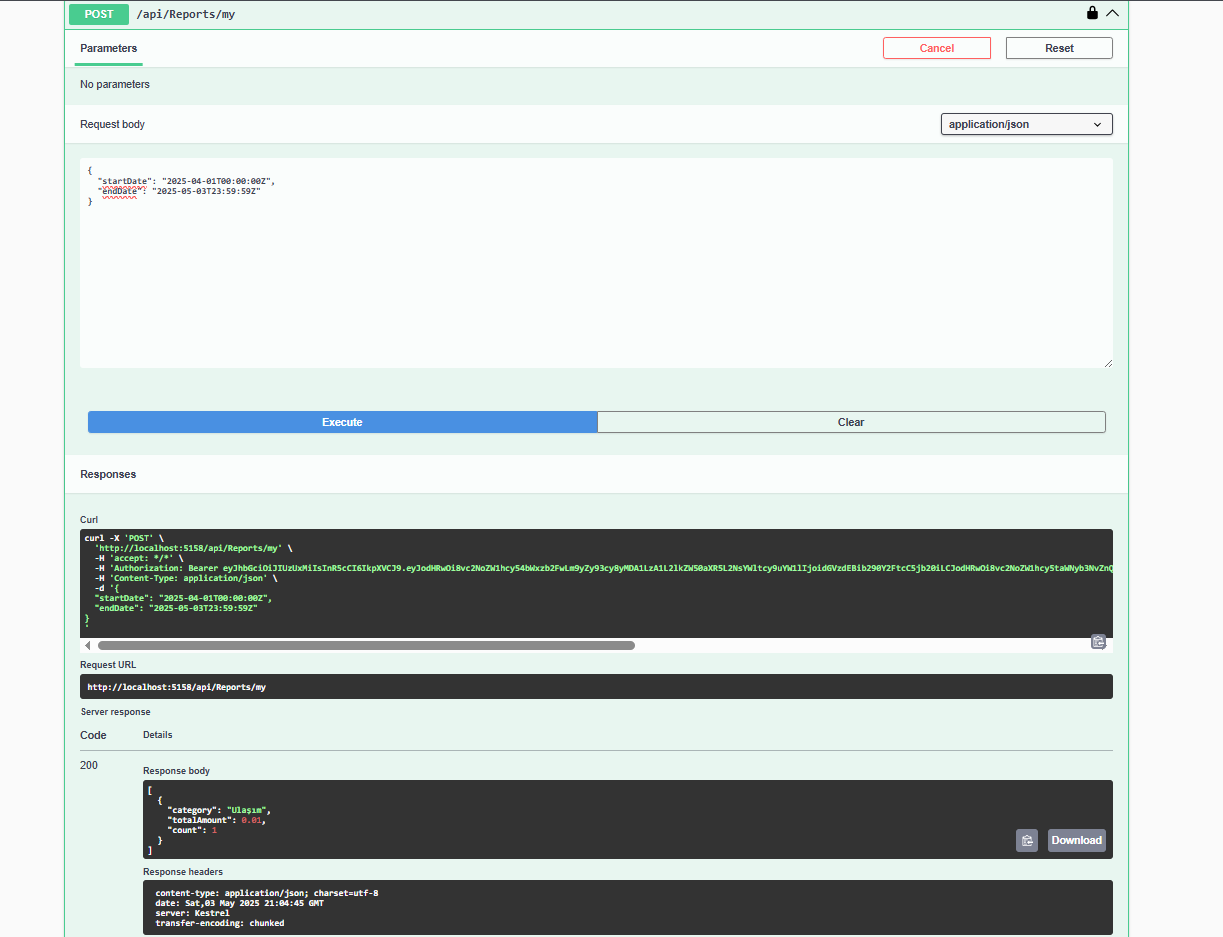 POST /api/Reports/my
Parameters
Cancel
Reset
No parameters
Request body
application/json
{
  "startDate": "2025-04-01T00:00:00Z",
  "endDate": "2025-05-03T23:59:59Z"
}
Execute
Clear
Responses
Curl
curl -X 'POST' \
  'http://localhost:5158/api/Reports/my' \
  -H 'accept: */*' \
  -H 'Authorization: Bearer
  -H 'Content-Type: application/json' \
  -d '{
  "startDate": "2025-04-01T00:00:00Z",
  "endDate": "2025-05-03T23:59:59Z"
}
'
Request URL
http://localhost:5158/api/Reports/my
Server response
Code Details
200
Response body
[
  {
    "category": "Ulaşım",
    "totalAmount": 0.01,
    "count": 1
  }
]
Download
Response headers
content-type: application/json; charset=utf-8
date: Sat,03 May 2025 21:04:45 GMT
server: Kestrel
transfer-encoding: chunked